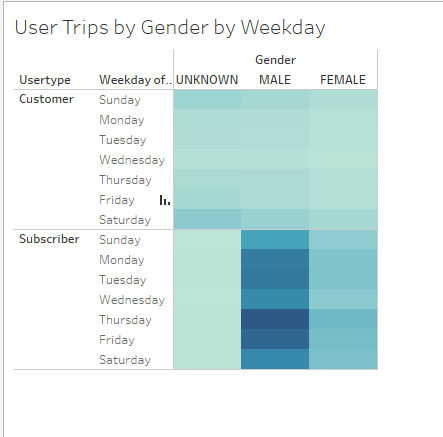 User Trips by Gender by Weekday
Gender
Usertype Weekday of.. UNKNOWN MALE FEMALE
Customer Sunday
Monday
Tuesday
Wednesday
Thursday
Friday
Saturday
Subscriber Sunday
Monday
Tuesday
Wednesday
Thursday
Friday
Saturday